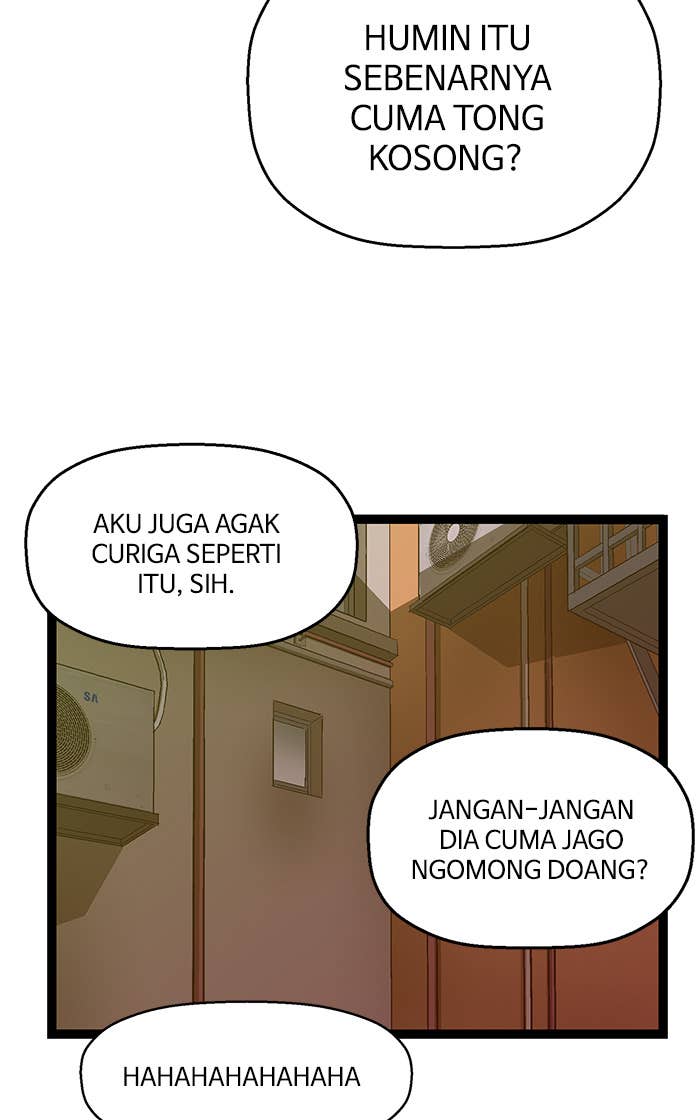 HUMIN ITU
SEBENARNYA
CUMA TONG
KOSONG?
AKU JUGA AGAK
CURIGA SEPERTI
ITU, SIH.
SA
JANGAN-JANGAN
DIA CUMA JAGO
NGOMONG DOANG?
HAHAHAHAHAHAHA